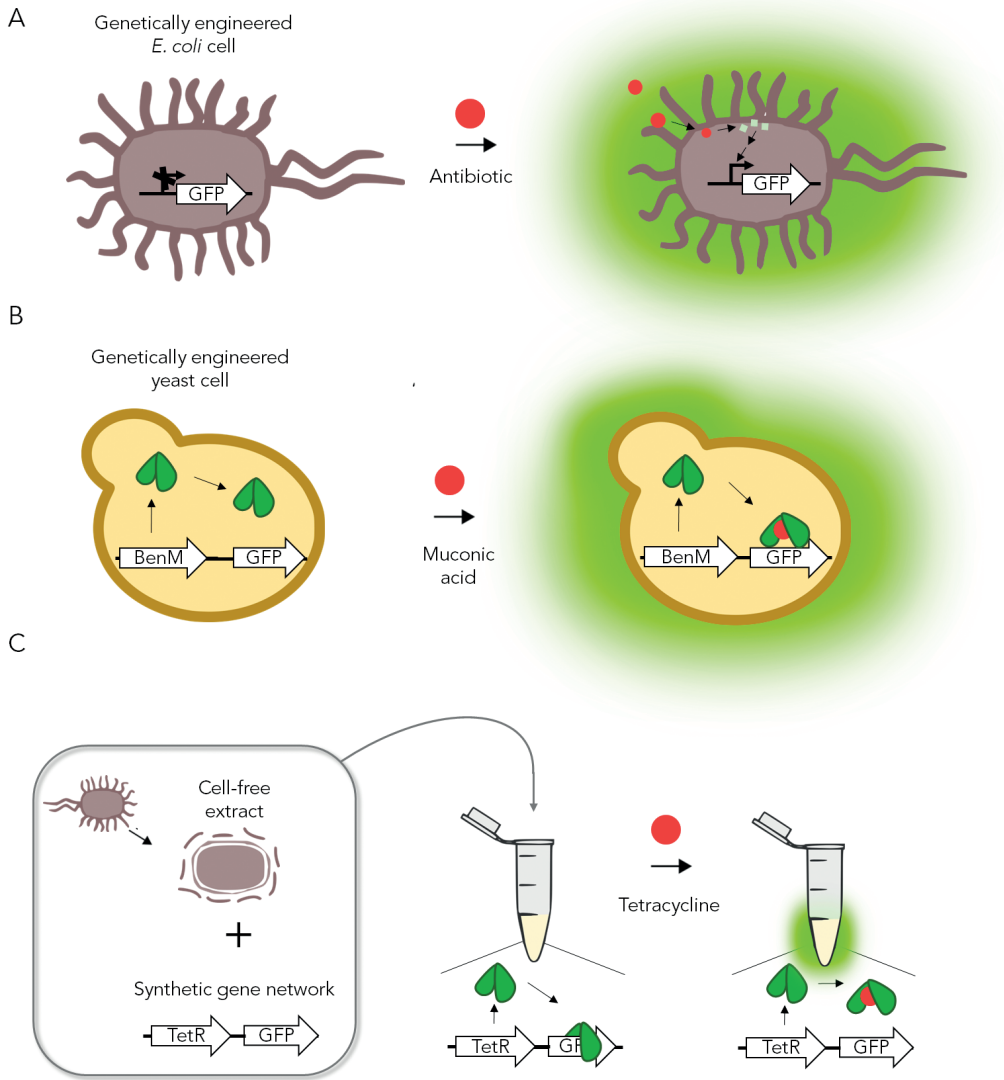 A
Genetically engineered
E. coli cell
Antibiotic
GFP
GFP
B
Genetically engineered
yeast cell
BenM
GFP
Muconic
acid
BenM
GFP
C
Cell-free
extract
+
Synthetic gene network
TetR
GFP
Tetracycline
TetR
GF
TetR
GFP